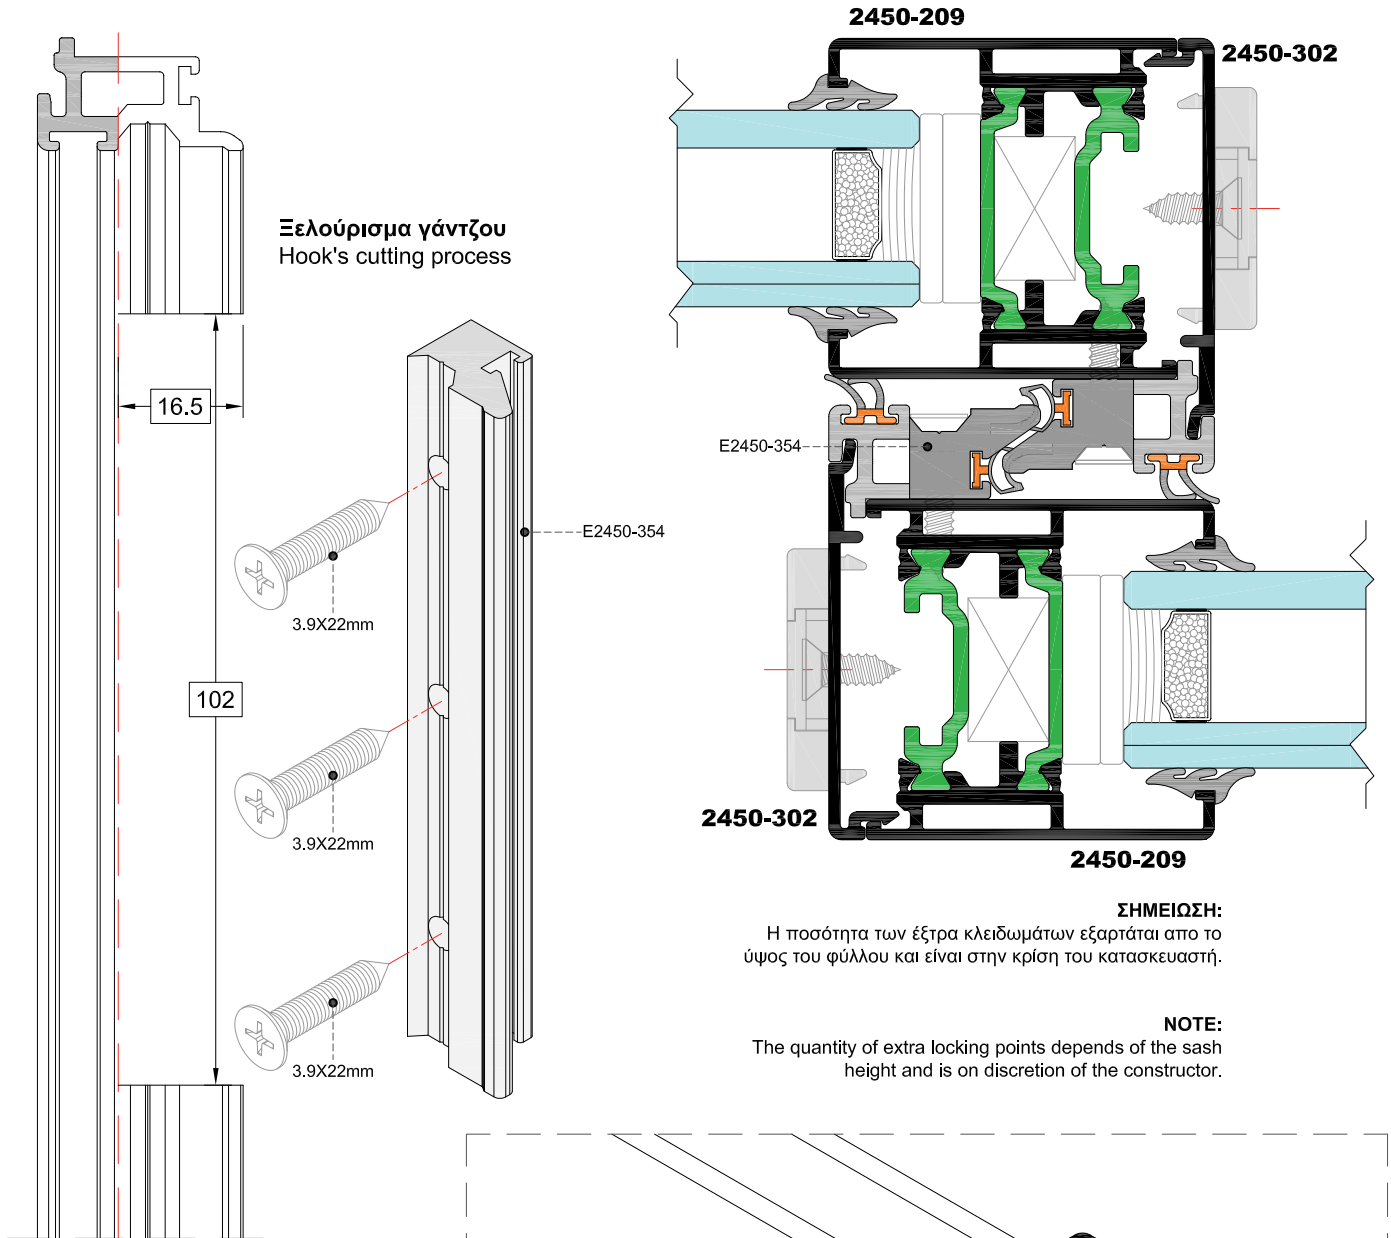 2450-209
2450-302
Ξελούρισμα γάντζου
Hook's cutting process
16.5
E2450-354
E2450-354
3.9X22mm
102
3.9X22mm
2450-302
2450-209
ΣΗΜΕΙΩΣΗ:
Η ποσότητα των έξτρα κλειδωμάτων εξαρτάται απο το
ύψος του φύλλου και είναι στην κρίση του κατασκευαστή.
NOTE:
The quantity of extra locking points depends of the sash
height and is on discretion of the constructor.
3.9X22mm